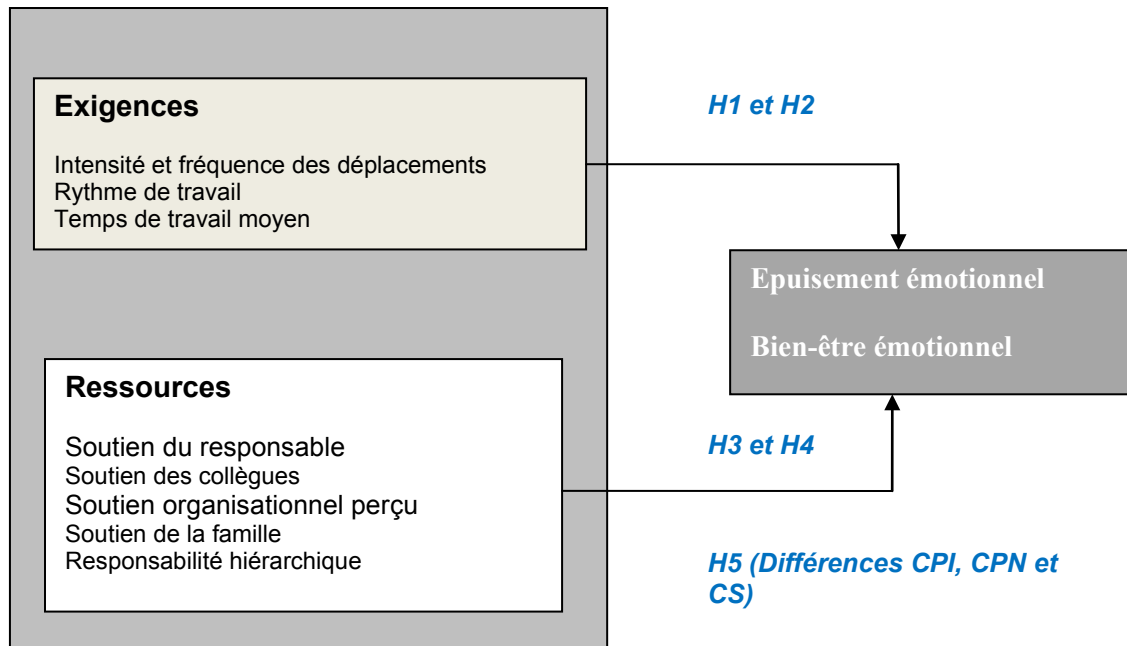 Exigences
Intensité et fréquence des déplacements
Rythme de travail
Temps de travail moyen
H1 et H2
Epuisement émotionnel
Bien-être émotionnel
Ressources
Soutien du responsable
Soutien des collègues
Soutien organisationnel perçu
Soutien de la famille
Responsabilité hiérarchique
H3 et H4
H5 (Différences CPI, CPN et
CS)